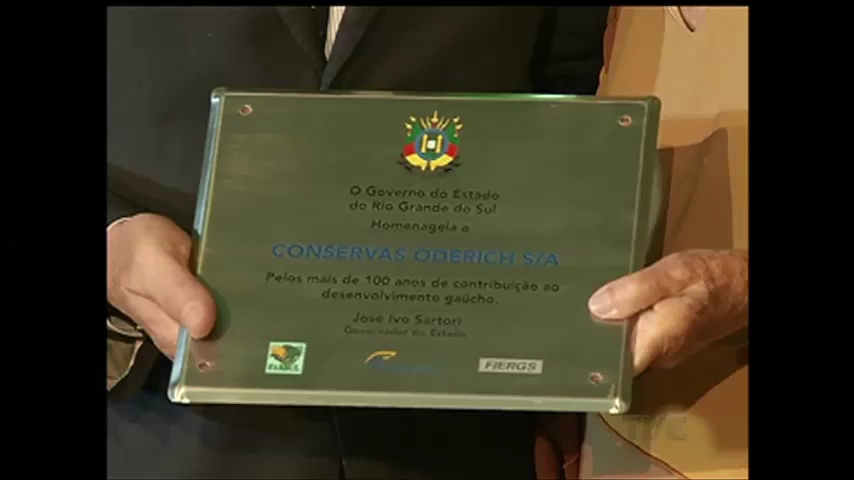 O Governo do Estado
do Rio Grande do Sul
Homenageia a
CONSERVAS ODERICH S/A
Pelos mais de 100 anos de contribuição ao
desenvolvimento gaúcho.
José Ivo Sartori
Governador do Estado
FIERGS
TVC